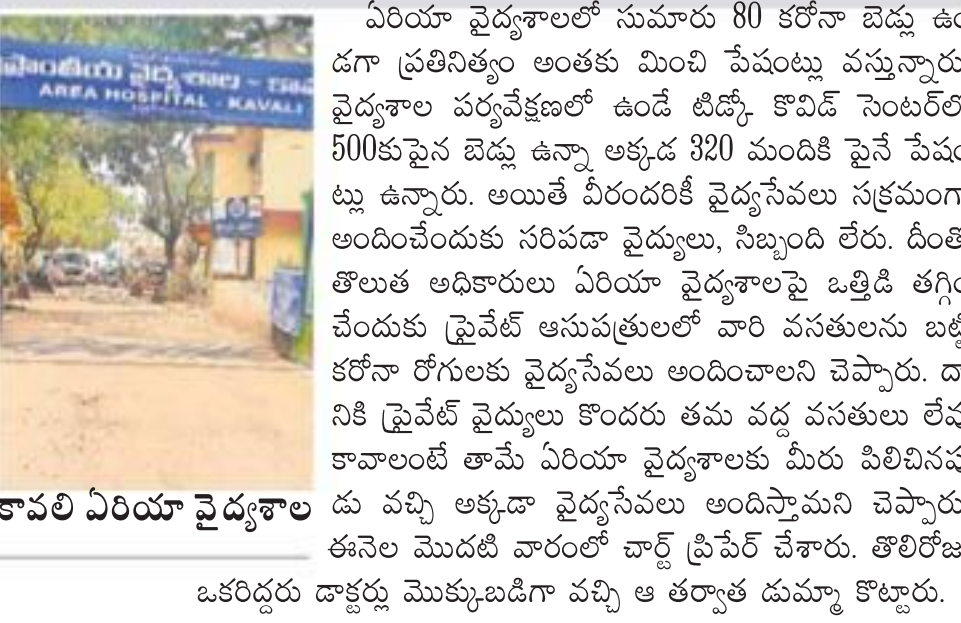 ప్రాంతీయ వైద్య శాల - కావ
AREA HOSPITAL - KAVALI
కావలి ఏరియా వైద్యశాల
ఏరియా వైద్యశాలలో సుమారు 80 కరోనా బెడ్లు ఉం
డగా ప్రతినిత్యం అంతకు మించి పేషంట్లు వస్తున్నారు
వైద్యశాల పర్యవేక్షణలో ఉండే టిడ్కో కొవిడ్ సెంటర్‌లో
500కుపైన బెడ్లు ఉన్నా అక్కడ 320 మందికి పైనే పేషం
ట్లు ఉన్నారు. అయితే వీరందరికీ వైద్యసేవలు సక్రమంగా
అందించేందుకు సరిపడా వైద్యులు, సిబ్బంది లేరు. దీంతో
తొలుత అధికారులు ఏరియా వైద్యశాలపై ఒత్తిడి తగ్గిం
చేందుకు ప్రైవేట్ ఆసుపత్రులలో వారి వసతులను బట్టి
కరోనా రోగులకు వైద్యసేవలు అందించాలని చెప్పారు. దా
నికి ప్రైవేట్ వైద్యులు కొందరు తమ వద్ద వసతులు లేవు
కావాలంటే తామే ఏరియా వైద్యశాలకు మీరు పిలిచినపు
డు వచ్చి అక్కడా వైద్యసేవలు అందిస్తామని చెప్పారు
ఈనెల మొదటి వారంలో చార్ట్ ప్రిపేర్ చేశారు. తొలిరోజు
ఒకరిద్దరు డాక్టర్లు మొక్కుబడిగా వచ్చి ఆ తర్వాత డుమ్మా కొట్టారు.